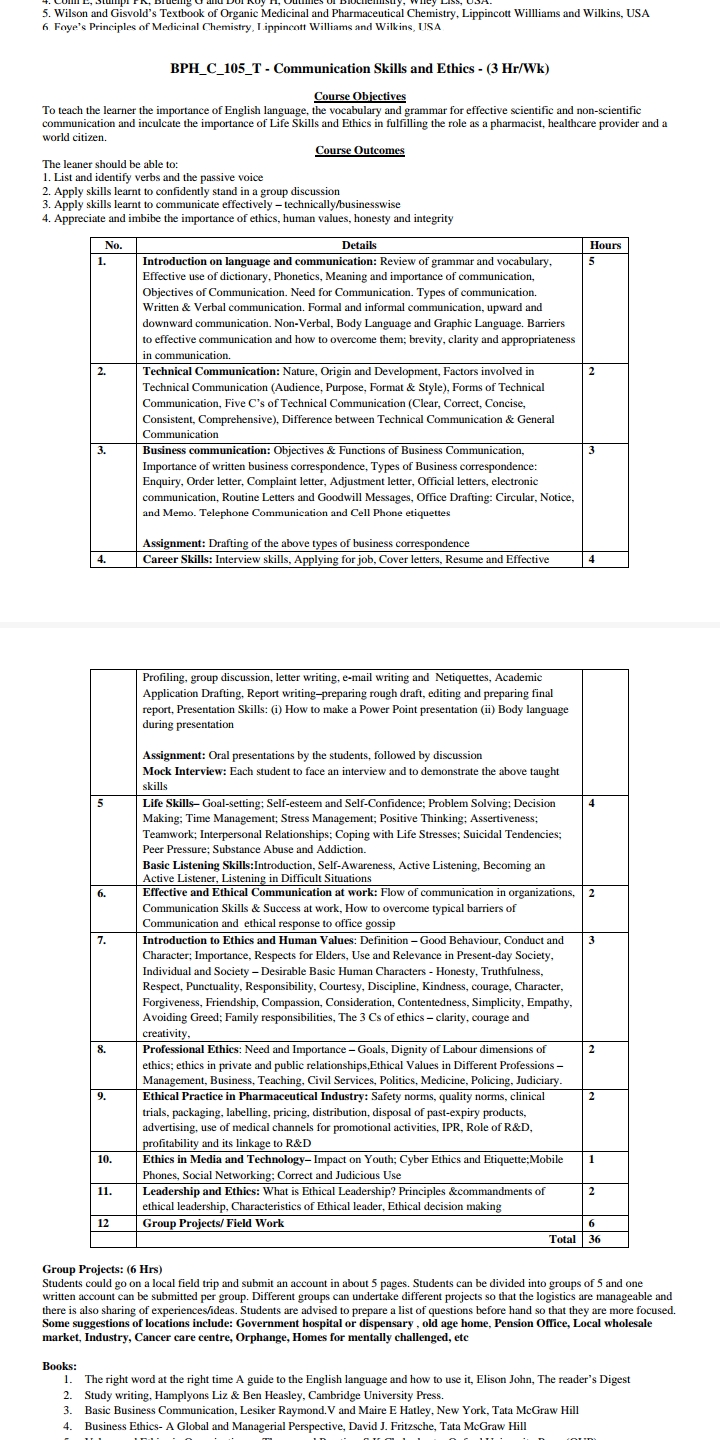 4. Conn E, Stumpf PK, Brueing G and Doi Roy H, Outlines of Biochemistry, Wiley Liss, USA.
5. Wilson and Gisvold's Textbook of Organic Medicinal and Pharmaceutical Chemistry, Lippincott Willliams and Wilkins, USA
6. Foye's Principles of Medicinal Chemistry, Lippincott Williams and Wilkins, USA
BPH_C_105_T - Communication Skills and Ethics - (3 Hr/Wk)
Course Objectives
To teach the learner the importance of English language, the vocabulary and grammar for effective scientific and non-scientific
communication and inculcate the importance of Life Skills and Ethics in fulfilling the role as a pharmacist, healthcare provider and a
world citizen.
Course Outcomes
The leaner should be able to:
1. List and identify verbs and the passive voice
2. Apply skills learnt to confidently stand in a group discussion
3. Apply skills learnt to communicate effectively – technically/businesswise
4. Appreciate and imbibe the importance of ethics, human values, honesty and integrity
No. Details Hours
1. Introduction on language and communication: Review of grammar and vocabulary, 5
Effective use of dictionary, Phonetics, Meaning and importance of communication,
Objectives of Communication. Need for Communication. Types of communication.
Written & Verbal communication. Formal and informal communication, upward and
downward communication. Non-Verbal, Body Language and Graphic Language. Barriers
to effective communication and how to overcome them; brevity, clarity and appropriateness
in communication.
2. Technical Communication: Nature, Origin and Development, Factors involved in 2
Technical Communication (Audience, Purpose, Format & Style), Forms of Technical
Communication, Five C's of Technical Communication (Clear, Correct, Concise,
Consistent, Comprehensive), Difference between Technical Communication & General
Communication
3. Business communication: Objectives & Functions of Business Communication, 3
Importance of written business correspondence, Types of Business correspondence:
Enquiry, Order letter, Complaint letter, Adjustment letter, Official letters, electronic
communication, Routine Letters and Goodwill Messages, Office Drafting: Circular, Notice,
and Memo. Telephone Communication and Cell Phone etiquettes
Assignment: Drafting of the above types of business correspondence
4. Career Skills: Interview skills, Applying for job, Cover letters, Resume and Effective 4
Profiling, group discussion, letter writing, e-mail writing and Netiquettes, Academic
Application Drafting, Report writing–preparing rough draft, editing and preparing final
report, Presentation Skills: (i) How to make a Power Point presentation (ii) Body language
during presentation
Assignment: Oral presentations by the students, followed by discussion
Mock Interview: Each student to face an interview and to demonstrate the above taught
skills
5 Life Skills– Goal-setting; Self-esteem and Self-Confidence; Problem Solving; Decision 4
Making; Time Management; Stress Management; Positive Thinking; Assertiveness;
Teamwork; Interpersonal Relationships; Coping with Life Stresses; Suicidal Tendencies;
Peer Pressure; Substance Abuse and Addiction.
Basic Listening Skills:Introduction, Self-Awareness, Active Listening, Becoming an
Active Listener, Listening in Difficult Situations
6. Effective and Ethical Communication at work: Flow of communication in organizations, 2
Communication Skills & Success at work, How to overcome typical barriers of
Communication and ethical response to office gossip
7. Introduction to Ethics and Human Values: Definition – Good Behaviour, Conduct and 3
Character; Importance, Respects for Elders, Use and Relevance in Present-day Society,
Individual and Society – Desirable Basic Human Characters - Honesty, Truthfulness,
Respect, Punctuality, Responsibility, Courtesy, Discipline, Kindness, courage, Character,
Forgiveness, Friendship, Compassion, Consideration, Contentedness, Simplicity, Empathy,
Avoiding Greed; Family responsibilities, The 3 Cs of ethics – clarity, courage and
creativity,
8. Professional Ethics: Need and Importance – Goals, Dignity of Labour dimensions of 2
ethics; ethics in private and public relationships,Ethical Values in Different Professions –
Management, Business, Teaching, Civil Services, Politics, Medicine, Policing, Judiciary.
9. Ethical Practice in Pharmaceutical Industry: Safety norms, quality norms, clinical 2
trials, packaging, labelling, pricing, distribution, disposal of past-expiry products,
advertising, use of medical channels for promotional activities, IPR, Role of R&D,
profitability and its linkage to R&D
10. Ethics in Media and Technology– Impact on Youth; Cyber Ethics and Etiquette;Mobile 1
Phones, Social Networking; Correct and Judicious Use
11. Leadership and Ethics: What is Ethical Leadership? Principles &commandments of 2
ethical leadership, Characteristics of Ethical leader, Ethical decision making
12 Group Projects/ Field Work 6
Total 36
Group Projects: (6 Hrs)
Students could go on a local field trip and submit an account in about 5 pages. Students can be divided into groups of 5 and one
written account can be submitted per group. Different groups can undertake different projects so that the logistics are manageable and
there is also sharing of experiences/ideas. Students are advised to prepare a list of questions before hand so that they are more focused.
Some suggestions of locations include: Government hospital or dispensary , old age home, Pension Office, Local wholesale
market, Industry, Cancer care centre, Orphange, Homes for mentally challenged, etc
Books:
1. The right word at the right time A guide to the English language and how to use it, Elison John, The reader's Digest
2. Study writing, Hamplyons Liz & Ben Heasley, Cambridge University Press.
3. Basic Business Communication, Lesiker Raymond.V and Maire E Hatley, New York, Tata McGraw Hill
4. Business Ethics- A Global and Managerial Perspective, David J. Fritzsche, Tata McGraw Hill